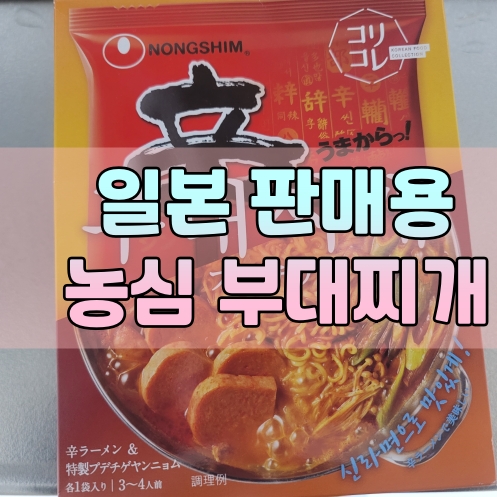 NONGSHIM
コリ
コレ
KOREAN FOOD
COLLECTION
辛
うまからっ!
일본 판매용
농심 부대찌개
신라면으로 맛있게!
辛ラーメン &
特製プデチゲヤンニョム
各1袋入り | 3〜4人前
調理例